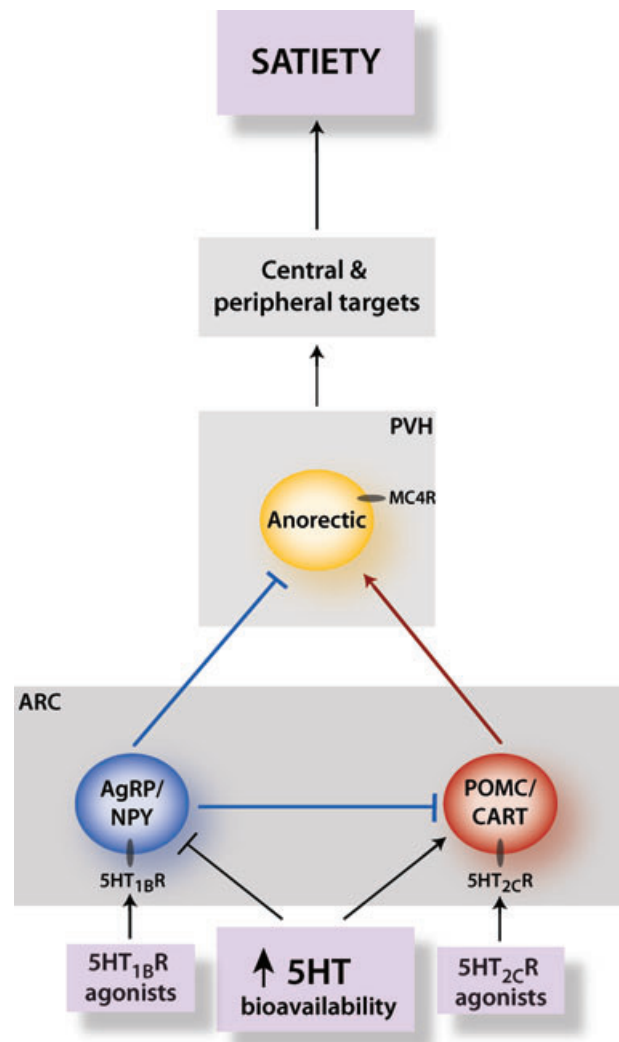 SATIETY
Central &
peripheral targets
PVH
MC4R
Anorectic
ARC
AgRP/
NPY
POMC/
CART
5HT1BR
5HT2CR
5HT1BR
agonists
↑ 5HT
bioavailability
5HT2CR
agonists